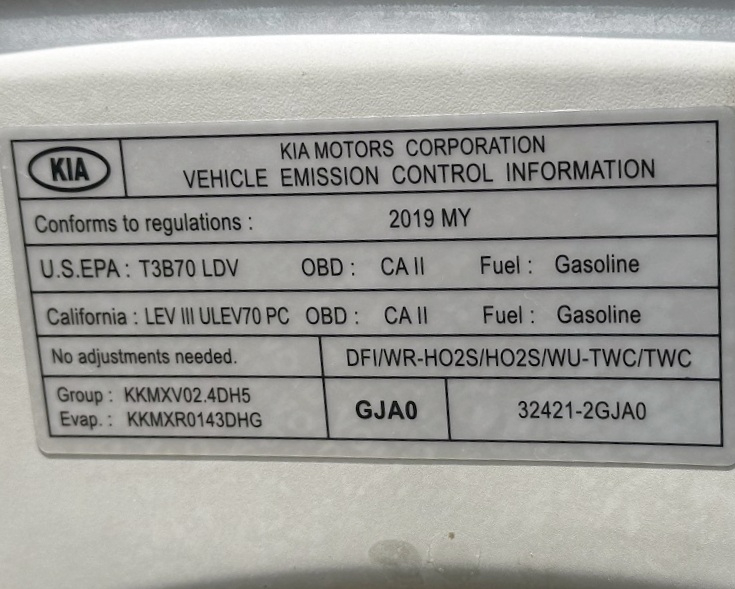 KIA
KIA MOTORS CORPORATION
VEHICLE EMISSION CONTROL INFORMATION
Conforms to regulations : 2019 MY
U.S.EPA : T3B70 LDV OBD : CA II Fuel : Gasoline
California : LEV III ULEV70 PC OBD : CA II Fuel : Gasoline
No adjustments needed. DFI/WR-HO2S/HO2S/WU-TWC/TWC
Group : KKMXV02.4DH5
Evap. : KKMXR0143DHG
GJA0 32421-2GJA0